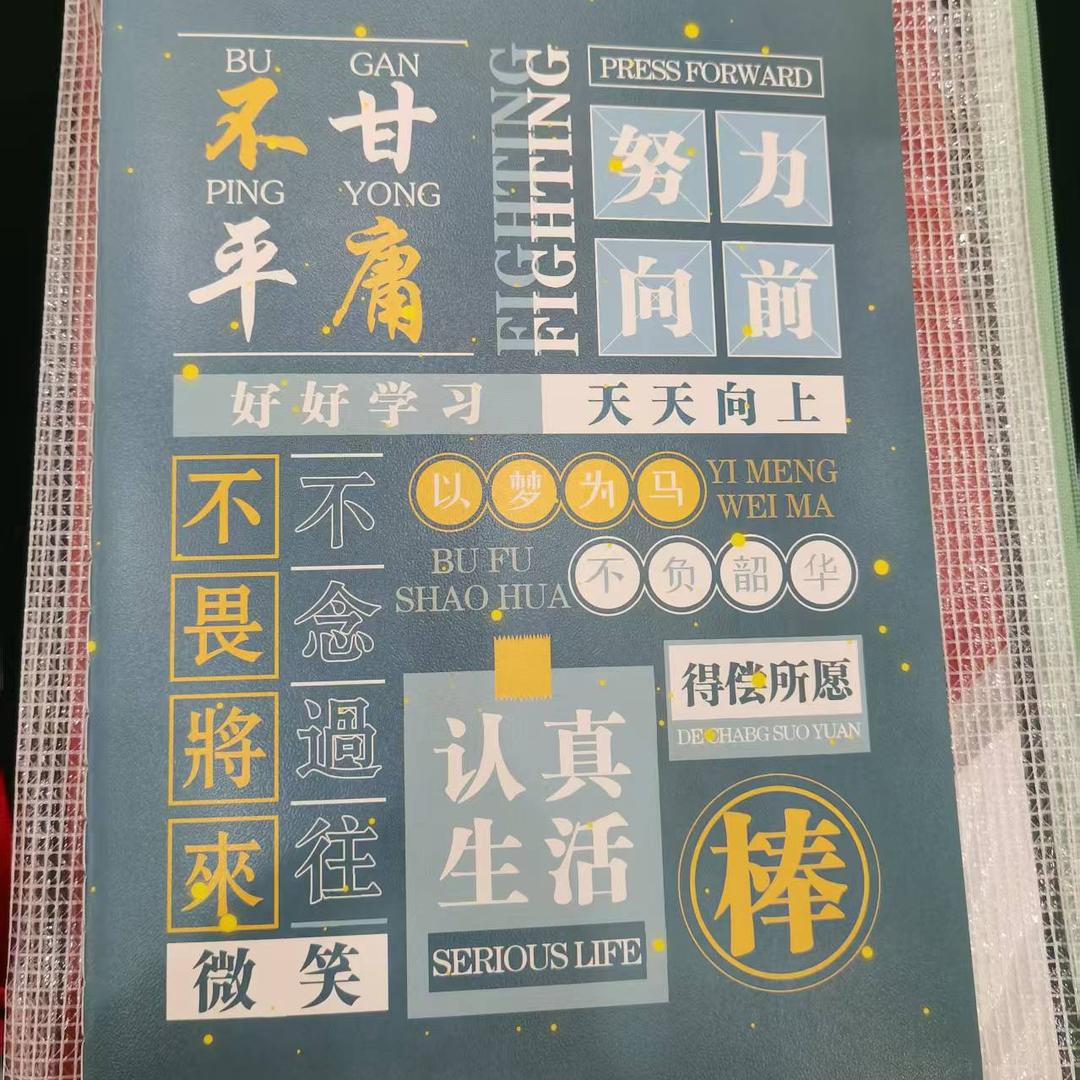 BU GAN
不甘
PING YONG
平庸
FIGHTING
FIGHTING
PRESS FORWARD
努力
向前
好好学习 天天向上
不畏將來
不念過往
以梦为马
YI MENG
WEI MA
BU FU
SHAO HUA
不负韶华
认真
生活
SERIOUS LIFE
得偿所愿
DE CHABG SUO YUAN
棒
微笑